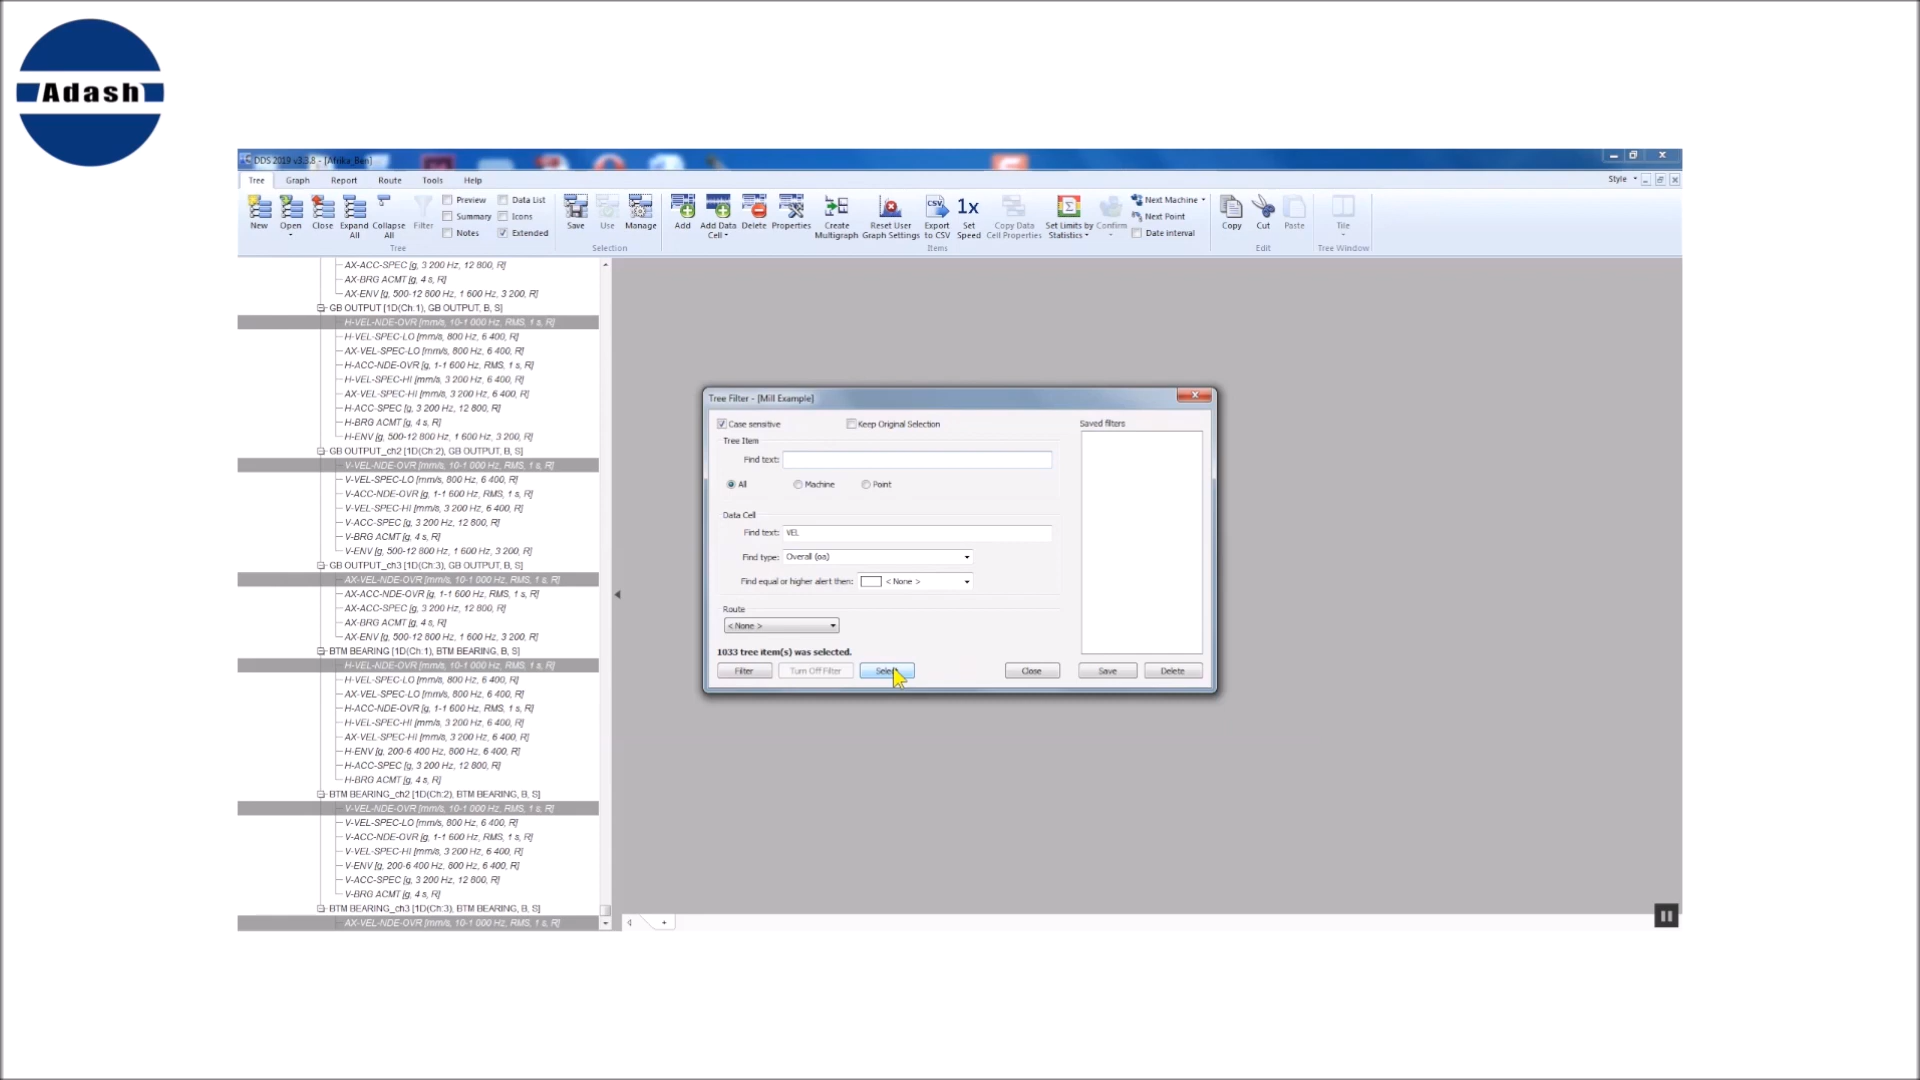 Adash
DDS 2019 v3.3.8 - [Afrika_Ben]
Tree Graph Report Route Tools Help Style
New Open Close Expand All Collapse All Filter
Preview Data List
Summary Icons
Notes Extended
Tree
Save Use Manage
Selection
Add Add Data Cell Delete Properties Create Multigraph Reset User Graph Settings Export to CSV 1x Set Speed Copy Data Cell Properties Set Limits by Statistics Confirm
CSV
Next Machine
Next Point
Date interval
Items
Copy Cut Paste
Edit
Tile
Tree Window
AX-ACC-SPEC [g, 3 200 Hz, 12 800, R]
AX-BRG ACMT [g, 4 s, R]
AX-ENV [g, 500-12 800 Hz, 1 600 Hz, 3 200, R]
GB OUTPUT [1D(Ch:1), GB OUTPUT, B, S]
H-VEL-NDE-OVR [mm/s, 10-1 000 Hz, RMS, 1 s, R]
H-VEL-SPEC-LO [mm/s, 800 Hz, 6 400, R]
AX-VEL-SPEC-LO [mm/s, 800 Hz, 6 400, R]
H-ACC-NDE-OVR [g, 1-1 600 Hz, RMS, 1 s, R]
H-VEL-SPEC-HI [mm/s, 3 200 Hz, 6 400, R]
AX-VEL-SPEC-HI [mm/s, 3 200 Hz, 6 400, R]
H-ACC-SPEC [g, 3 200 Hz, 12 800, R]
H-BRG ACMT [g, 4 s, R]
H-ENV [g, 500-12 800 Hz, 1 600 Hz, 3 200, R]
GB OUTPUT_ch2 [1D(Ch:2), GB OUTPUT, B, S]
V-VEL-NDE-OVR [mm/s, 10-1 000 Hz, RMS, 1 s, R]
V-VEL-SPEC-LO [mm/s, 800 Hz, 6 400, R]
V-ACC-NDE-OVR [g, 1-1 600 Hz, RMS, 1 s, R]
V-VEL-SPEC-HI [mm/s, 3 200 Hz, 6 400, R]
V-ACC-SPEC [g, 3 200 Hz, 12 800, R]
V-BRG ACMT [g, 4 s, R]
V-ENV [g, 500-12 800 Hz, 1 600 Hz, 3 200, R]
GB OUTPUT_ch3 [1D(Ch:3), GB OUTPUT, B, S]
AX-VEL-NDE-OVR [mm/s, 10-1 000 Hz, RMS, 1 s, R]
AX-ACC-NDE-OVR [g, 1-1 600 Hz, RMS, 1 s, R]
AX-ACC-SPEC [g, 3 200 Hz, 12 800, R]
AX-BRG ACMT [g, 4 s, R]
AX-ENV [g, 500-12 800 Hz, 1 600 Hz, 3 200, R]
BTM BEARING [1D(Ch:1), BTM BEARING, B, S]
H-VEL-NDE-OVR [mm/s, 10-1 000 Hz, RMS, 1 s, R]
H-VEL-SPEC-LO [mm/s, 800 Hz, 6 400, R]
AX-VEL-SPEC-LO [mm/s, 800 Hz, 6 400, R]
H-ACC-NDE-OVR [g, 1-1 600 Hz, RMS, 1 s, R]
H-VEL-SPEC-HI [mm/s, 3 200 Hz, 6 400, R]
AX-VEL-SPEC-HI [mm/s, 3 200 Hz, 6 400, R]
H-ENV [g, 200-6 400 Hz, 800 Hz, 6 400, R]
H-ACC-SPEC [g, 3 200 Hz, 12 800, R]
H-BRG ACMT [g, 4 s, R]
BTM BEARING_ch2 [1D(Ch:2), BTM BEARING, B, S]
V-VEL-NDE-OVR [mm/s, 10-1 000 Hz, RMS, 1 s, R]
V-VEL-SPEC-LO [mm/s, 800 Hz, 6 400, R]
V-ACC-NDE-OVR [g, 1-1 600 Hz, RMS, 1 s, R]
V-VEL-SPEC-HI [mm/s, 3 200 Hz, 6 400, R]
V-ENV [g, 200-6 400 Hz, 800 Hz, 6 400, R]
V-ACC-SPEC [g, 3 200 Hz, 12 800, R]
V-BRG ACMT [g, 4 s, R]
BTM BEARING_ch3 [1D(Ch:3), BTM BEARING, B, S]
AX-VEL-NDE-OVR [mm/s, 10-1 000 Hz, RMS, 1 s, R]
Tree Filter - [Mill Example]
Case sensitive Keep Original Selection Saved filters
Tree Item
Find text:
All Machine Point
Data Cell
Find text: VEL
Find type: Overall (oa)
Find equal or higher alert then: < None >
Route
< None >
1033 tree item(s) was selected.
Filter Turn Off Filter Select Close Save Delete
+